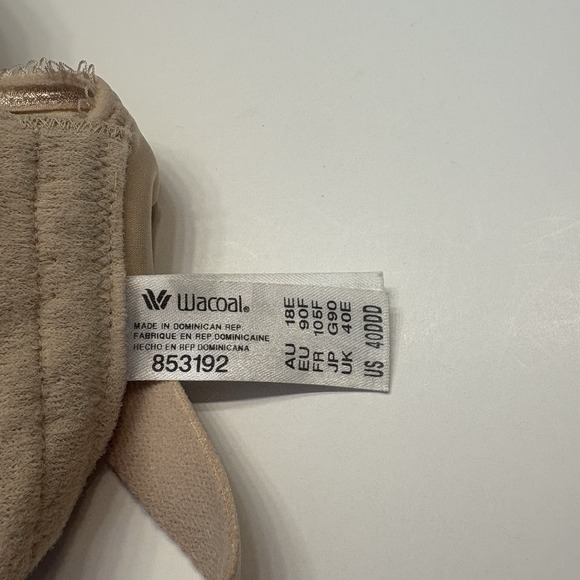 Wacoal®
MADE IN DOMINICAN REP
FABRIQUE EN REP DOMINICAINE
HECHO EN REP DOMINICANA
853192
AU 18E
EU 90F
FR 105F
JP G90
UK 40E
US 40DDD